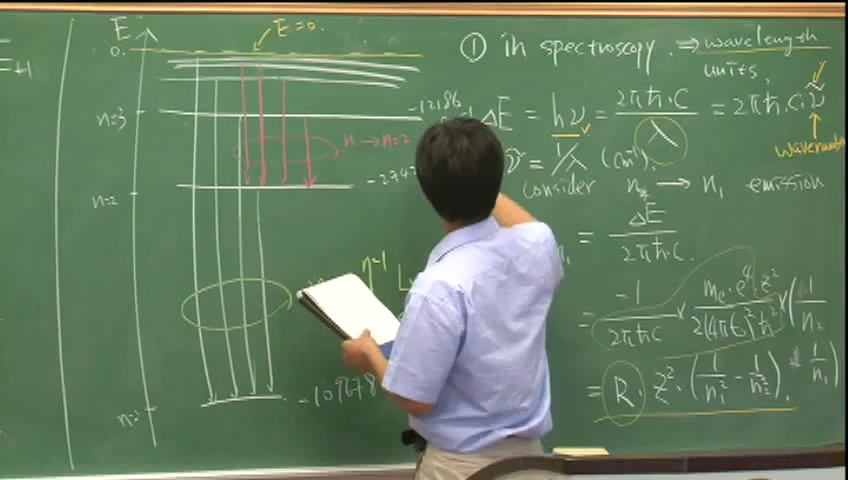 E
0.
E=0.
n=3
-12186
n→n=2
n=2
n=1
-109678
① in spectroscopy. ⇒ wavelength
units,
ΔE = hν = 2πħ·C / λ = 2πħ·C·ν̃
= 1/λ (cm⁻¹).
wavenumber
consider n₂ → n₁ emission
= ΔE / 2πħ·C.
= -1 / 2πħC × mₑ·e⁴·z² / 2(4πε₀)²ħ² × (1/n₂
= R·z²·(1/n₁² - 1/n₂²).
1/n₁)